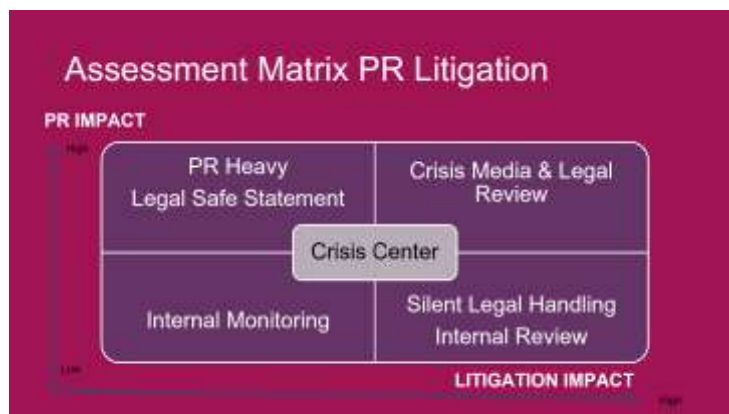 Assessment Matrix PR Litigation
PR IMPACT
High
PR Heavy
Legal Safe Statement
Crisis Media & Legal
Review
Crisis Center
Internal Monitoring
Silent Legal Handling
Internal Review
Low
LITIGATION IMPACT
High